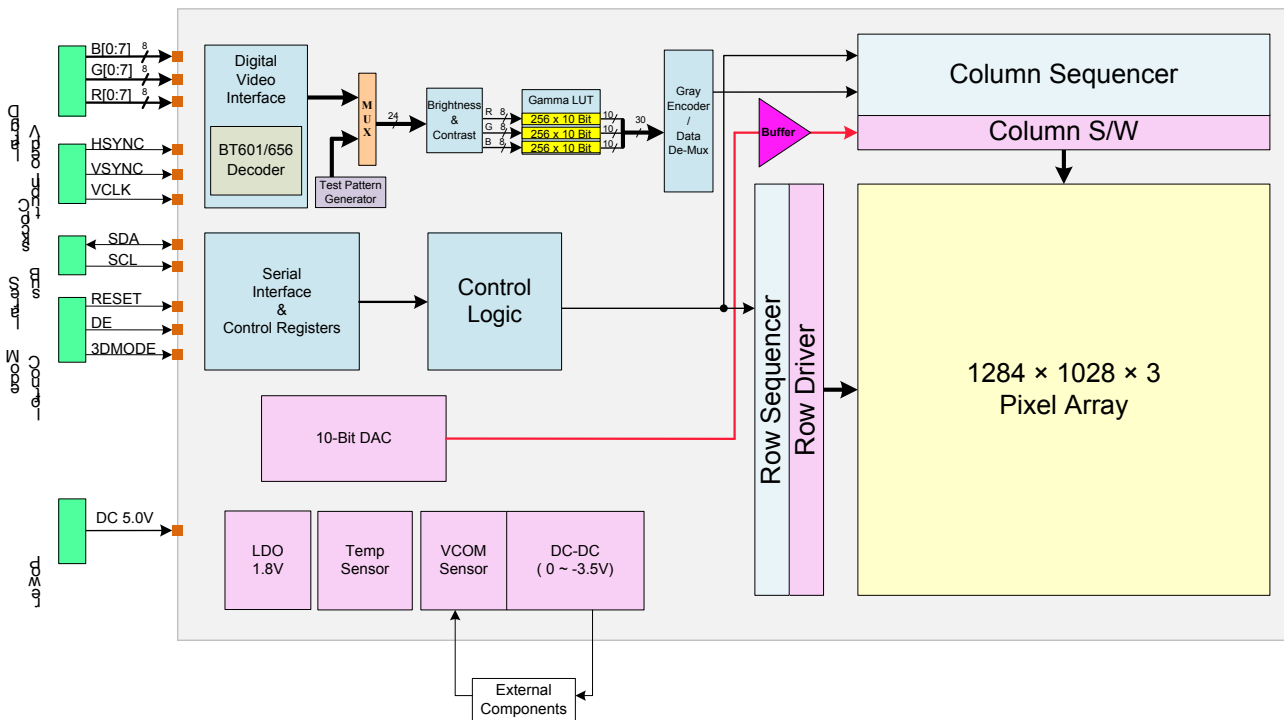 B[0:7]
8
G[0:7]
8
R[0:7]
8
HSYNC
VSYNC
VCLK
SDA
SCL
RESET
DE
3DMODE
DC 5.0V
Digital
Video
Interface
BT601/656
Decoder
MUX
Test Pattern
Generator
24
Brightness
&
Contrast
R
8
G
8
B
8
Gamma LUT
256 x 10 Bit
256 x 10 Bit
256 x 10 Bit
10
10
10
30
Gray
Encoder
/
Data
De-Mux
Buffer
Column Sequencer
Column S/W
Serial
Interface
&
Control Registers
Control
Logic
Row Sequencer
Row Driver
1284 × 1028 × 3
Pixel Array
10-Bit DAC
LDO
1.8V
Temp
Sensor
VCOM
Sensor
DC-DC
( 0 ~ -3.5V)
External
Components